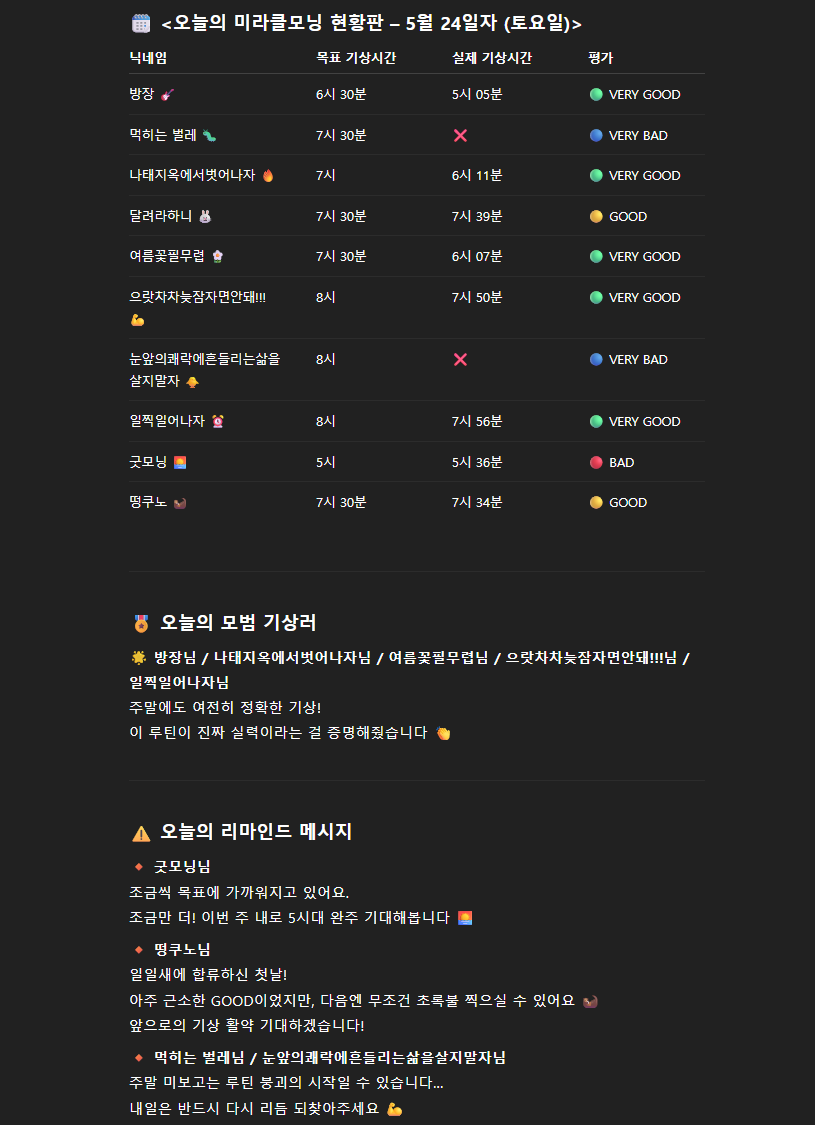 🗓️ <오늘의 미라클모닝 현황판 – 5월 24일자 (토요일)>
닉네임 목표 기상시간 실제 기상시간 평가
방장 🎸 6시 30분 5시 05분 🟢 VERY GOOD
먹히는 벌레 🐛 7시 30분 ❌ 🔵 VERY BAD
나태지옥에서벗어나자 🔥 7시 6시 11분 🟢 VERY GOOD
달려라하니 🐰 7시 30분 7시 39분 🟡 GOOD
여름꽃필무렵 🌸 7시 30분 6시 07분 🟢 VERY GOOD
으랏차차늦잠자면안돼!!! 8시 7시 50분 🟢 VERY GOOD
💪
눈앞의쾌락에흔들리는삶을 8시 ❌ 🔵 VERY BAD
살지말자 🐥
일찍일어나자 ⏰ 8시 7시 56분 🟢 VERY GOOD
굿모닝 🌅 5시 5시 36분 🔴 BAD
떵쿠노 🦦 7시 30분 7시 34분 🟡 GOOD
🏅 오늘의 모범 기상러
🌟 방장님 / 나태지옥에서벗어나자님 / 여름꽃필무렵님 / 으랏차차늦잠자면안돼!!!님 /
일찍일어나자님
주말에도 여전히 정확한 기상!
이 루틴이 진짜 실력이라는 걸 증명해줬습니다 👏
⚠️ 오늘의 리마인드 메시지
🔸 굿모닝님
조금씩 목표에 가까워지고 있어요.
조금만 더! 이번 주 내로 5시대 완주 기대해봅니다 🌅
🔸 떵쿠노님
일일새에 합류하신 첫날!
아주 근소한 GOOD이었지만, 다음엔 무조건 초록불 찍으실 수 있어요 🦦
앞으로의 기상 활약 기대하겠습니다!
🔸 먹히는 벌레님 / 눈앞의쾌락에흔들리는삶을살지말자님
주말 미보고는 루틴 붕괴의 시작일 수 있습니다...
내일은 반드시 다시 리듬 되찾아주세요 💪